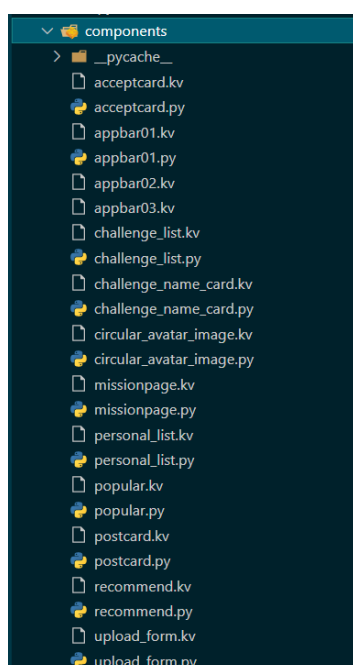 components
__pycache__
acceptcard.kv
acceptcard.py
appbar01.kv
appbar01.py
appbar02.kv
appbar03.kv
challenge_list.kv
challenge_list.py
challenge_name_card.kv
challenge_name_card.py
circular_avatar_image.kv
circular_avatar_image.py
missionpage.kv
missionpage.py
personal_list.kv
personal_list.py
popular.kv
popular.py
postcard.kv
postcard.py
recommend.kv
recommend.py
upload_form.kv
upload_form.py